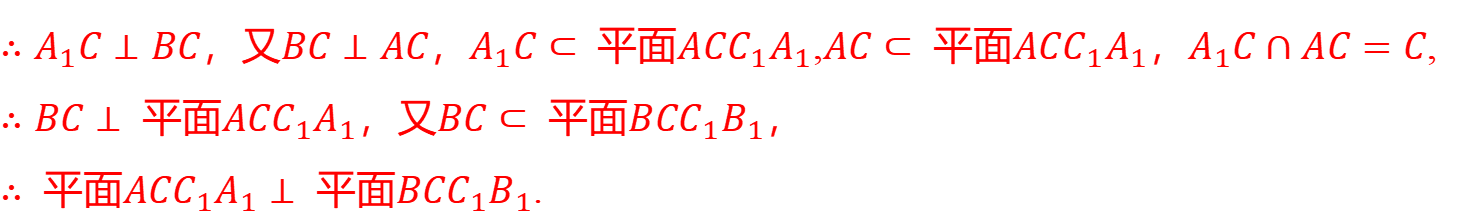 ∴ A₁C ⊥ BC，又BC ⊥ AC，A₁C ⊂ 平面ACC₁A₁,AC ⊂ 平面ACC₁A₁，A₁C ∩ AC = C,
∴ BC ⊥ 平面ACC₁A₁，又BC ⊂ 平面BCC₁B₁，
∴ 平面ACC₁A₁ ⊥ 平面BCC₁B₁.